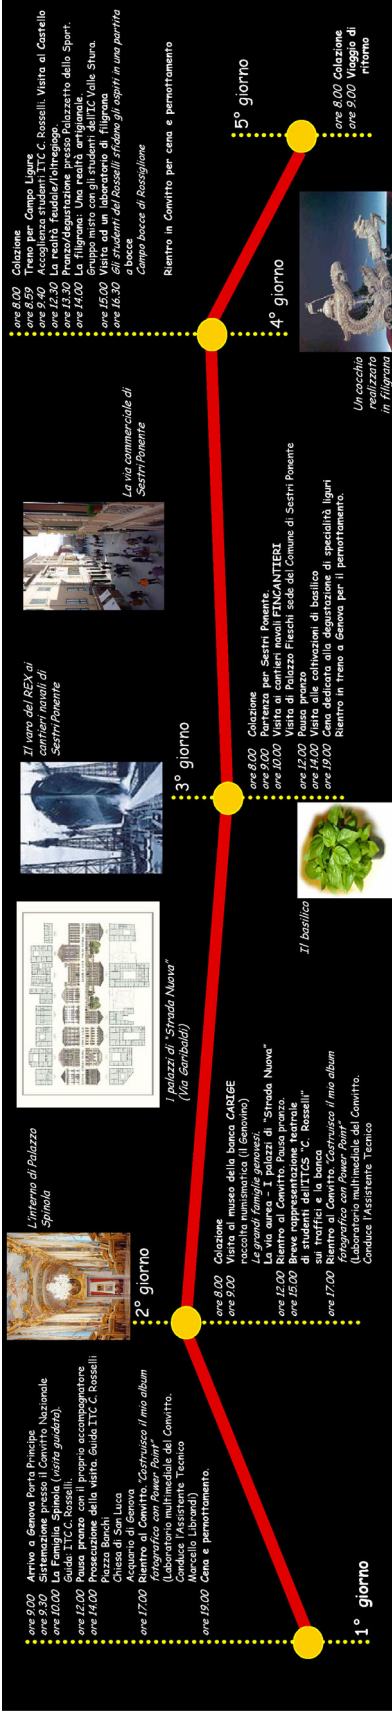 ore 9.00 Arrivo a Genova Porta Principe
ore 9.30 Sistemazione presso il Convitto Nazionale
ore 10.00 La Famiglia Spinola (visita guidata).
Guida: ITC C. Rosselli.
ore 12.00 Pausa pranzo con il proprio accompagnatore
ore 14.00 Prosecuzione della visita. Guida ITC C. Rosselli
Piazza Banchi
Chiesa di San Luca
Acquario di Genova
ore 17.00 Rientro al Convitto. "Costruisco il mio album
fotografico con Power Point"
(Laboratorio multimediale del Convitto.
Conduce l'Assistente Tecnico
Marcello Librandi)
ore 19.00 Cena e pernottamento.
1° giorno
L'interno di Palazzo
Spinola
2° giorno
ore 8.00 Colazione
ore 9.00 Visita al museo della banca CARIGE
raccolta numismatica (il Genovino)
Le grandi famiglie genovesi.
La via aurea - I palazzi di "Strada Nuova"
ore 12.00 Rientro al Convitto. Pausa pranzo.
ore 15.00 Breve rappresentazione teatrale
di studenti dell'ITCS "C. Rosselli"
sui traffici e la banca
ore 17.00 Rientro al Convitto. "Costruisco il mio album
fotografico con Power Point"
(Laboratorio multimediale del Convitto.
Conduce l'Assistente Tecnico
I palazzi di "Strada Nuova"
(Via Garibaldi)
Il varo del REX ai
cantieri navali di
Sestri Ponente
3° giorno
Il basilico
ore 8.00 Colazione
ore 9.00 Partenza per Sestri Ponente.
ore 10.00 Visita ai cantieri navali FINCANTIERI
Visita di Palazzo Fieschi sede del Comune di Sestri Ponente
ore 12.00 Pausa pranzo
ore 14.00 Visita alle coltivazioni di basilico
ore 19.00 Cena dedicata alla degustazione di specialità liguri
Rientro in treno a Genova per il pernottamento.
La via commerciale di
Sestri Ponente
ore 8.00 Colazione
ore 8.59 Treno per Campo Ligure
ore 9.40 Accoglienza studenti ITC C. Rosselli. Visita al Castello
ore 12.30 La realtà feudale/l'oltregiogo.
ore 13.30 Pranzo/degustazione presso Palazzetto dello Sport.
ore 14.00 La filigrana: Una realtà artigianale.
Gruppo misto con gli studenti dell'IC Valle Stura.
ore 15.00 Visita ad un laboratorio di filigrana
ore 16.30 Gli studenti del Rosselli sfidano gli ospiti in una partita
a bocce
Campo bocce di Rossiglione
Rientro in Convitto per cena e pernottamento
4° giorno
Un cocchio
realizzato
in filigrana
5° giorno
ore 8.00 Colazione
ore 9.00 Viaggio di
ritorno